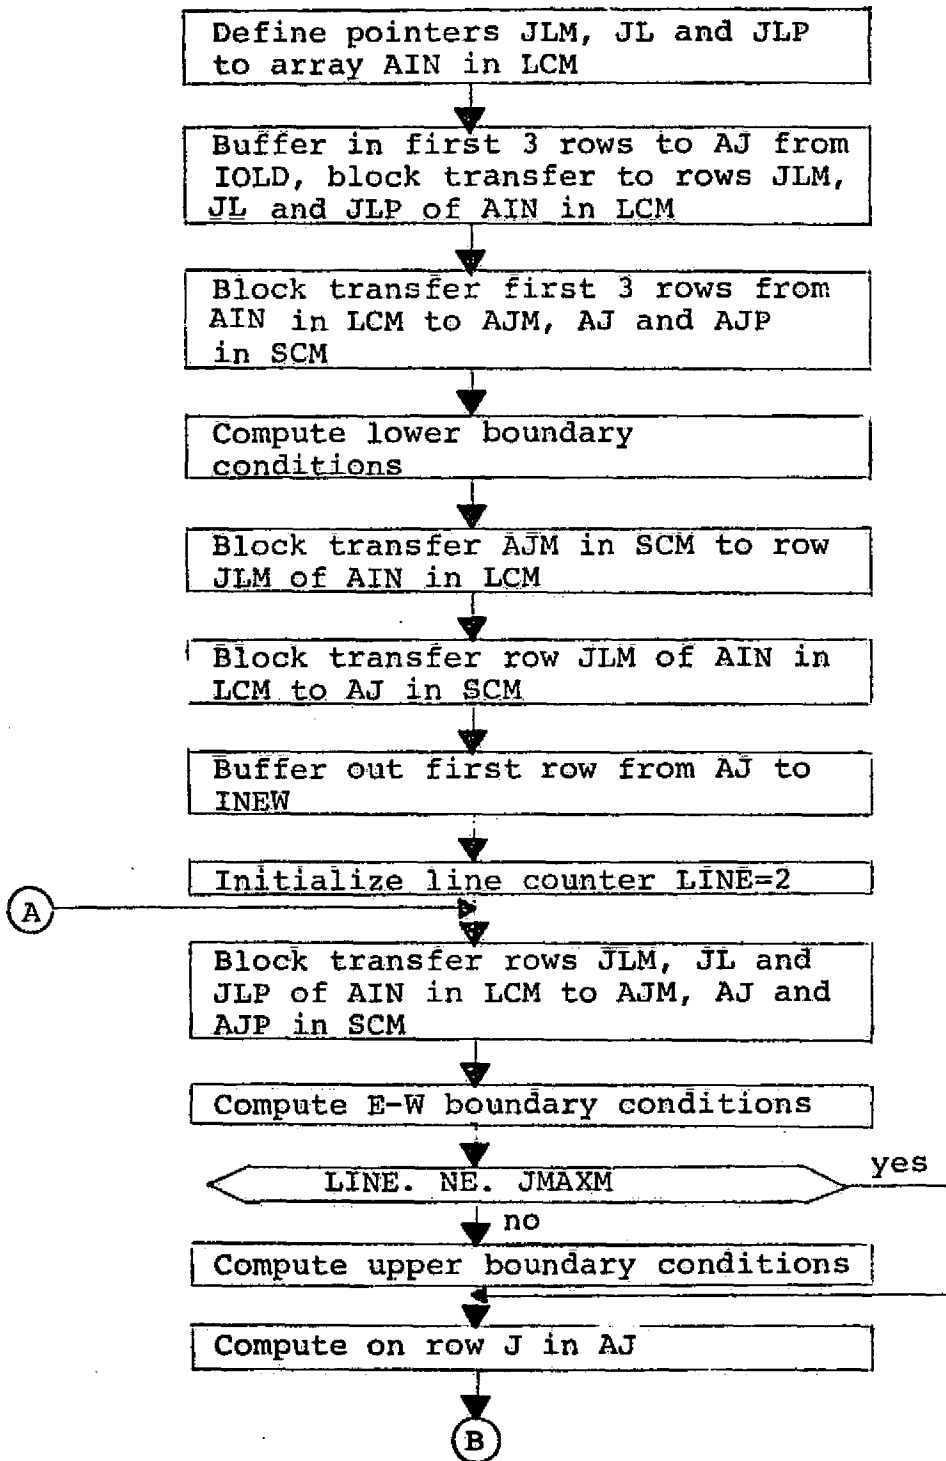 Define pointers JLM, JL and JLP
to array AIN in LCM
Buffer in first 3 rows to AJ from
IOLD, block transfer to rows JLM,
JL and JLP of AIN in LCM
Block transfer first 3 rows from
AIN in LCM to AJM, AJ and AJP
in SCM
Compute lower boundary
conditions
Block transfer AJM in SCM to row
JLM of AIN in LCM
Block transfer row JLM of AIN in
LCM to AJ in SCM
Buffer out first row from AJ to
INEW
Initialize line counter LINE=2
A
Block transfer rows JLM, JL and
JLP of AIN in LCM to AJM, AJ and
AJP in SCM
Compute E-W boundary conditions
LINE. NE. JMAXM
yes
no
Compute upper boundary conditions
Compute on row J in AJ
B